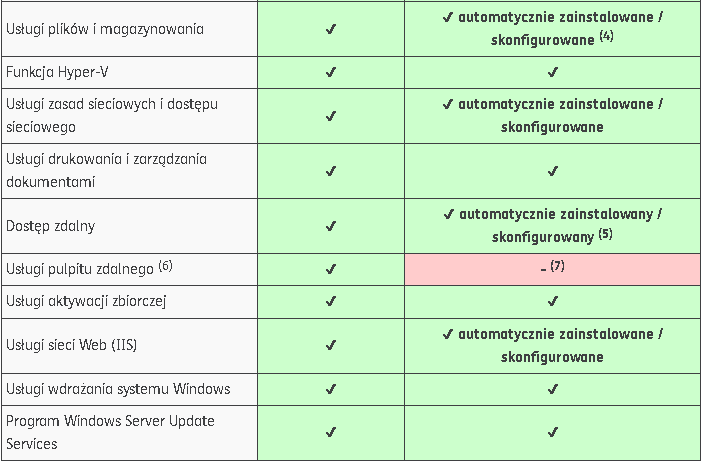 Usługi plików i magazynowania
✔
✔ automatycznie zainstalowane /
skonfigurowane (4)
Funkcja Hyper-V
✔
✔
Usługi zasad sieciowych i dostępu
sieciowego
✔
✔ automatycznie zainstalowane /
skonfigurowane
Usługi drukowania i zarządzania
dokumentami
✔
✔
Dostęp zdalny
✔
✔ automatycznie zainstalowany /
skonfigurowany (5)
Usługi pulpitu zdalnego (6)
✔
- (7)
Usługi aktywacji zbiorczej
✔
✔
Usługi sieci Web (IIS)
✔
✔ automatycznie zainstalowane /
skonfigurowane
Usługi wdrażania systemu Windows
✔
✔
Program Windows Server Update
Services
✔
✔